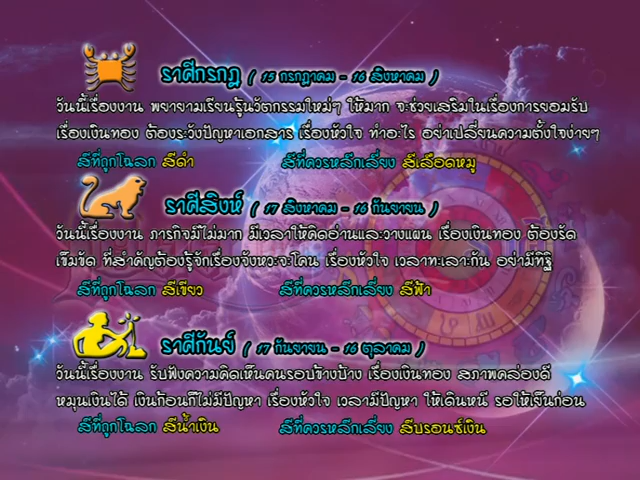 ราศีกรกฎ ( 15 กรกฎาคม - 16 สิงหาคม )
วันนี้เรื่องงาน พยายามเรียนรู้นวัตกรรมใหม่ๆ ให้มาก จะช่วยเสริมในเรื่องการยอมรับ
เรื่องเงินทอง ต้องระวังปัญหาเอกสาร เรื่องหัวใจ ทำอะไร อย่าเปลี่ยนความตั้งใจง่ายๆ
สีที่ถูกโฉลก สีดำ สีที่ควรหลีกเลี่ยง สีเลือดหมู
ราศีสิงห์ ( 17 สิงหาคม - 16 กันยายน )
วันนี้เรื่องงาน ภารกิจมีไม่มาก มีเวลาให้คิดอ่านและวางแผน เรื่องเงินทอง ต้องรัด
เข็มขัด ที่สำคัญต้องรู้จักเรื่องจังหวะจะโคน เรื่องหัวใจ เวลาทะเลาะกัน อย่ามีทิฐิ
สีที่ถูกโฉลก สีเขียว สีที่ควรหลีกเลี่ยง สีฟ้า
ราศีกันย์ ( 17 กันยายน - 16 ตุลาคม )
วันนี้เรื่องงาน รับฟังความคิดเห็นคนรอบข้างบ้าง เรื่องเงินทอง สภาพคล่องดี
หมุนเงินได้ เงินก้อนก็ไม่มีปัญหา เรื่องหัวใจ เวลามีปัญหา ให้เดินหนี รอให้เย็นก่อน
สีที่ถูกโฉลก สีน้ำเงิน สีที่ควรหลีกเลี่ยง สีบรอนซ์เงิน